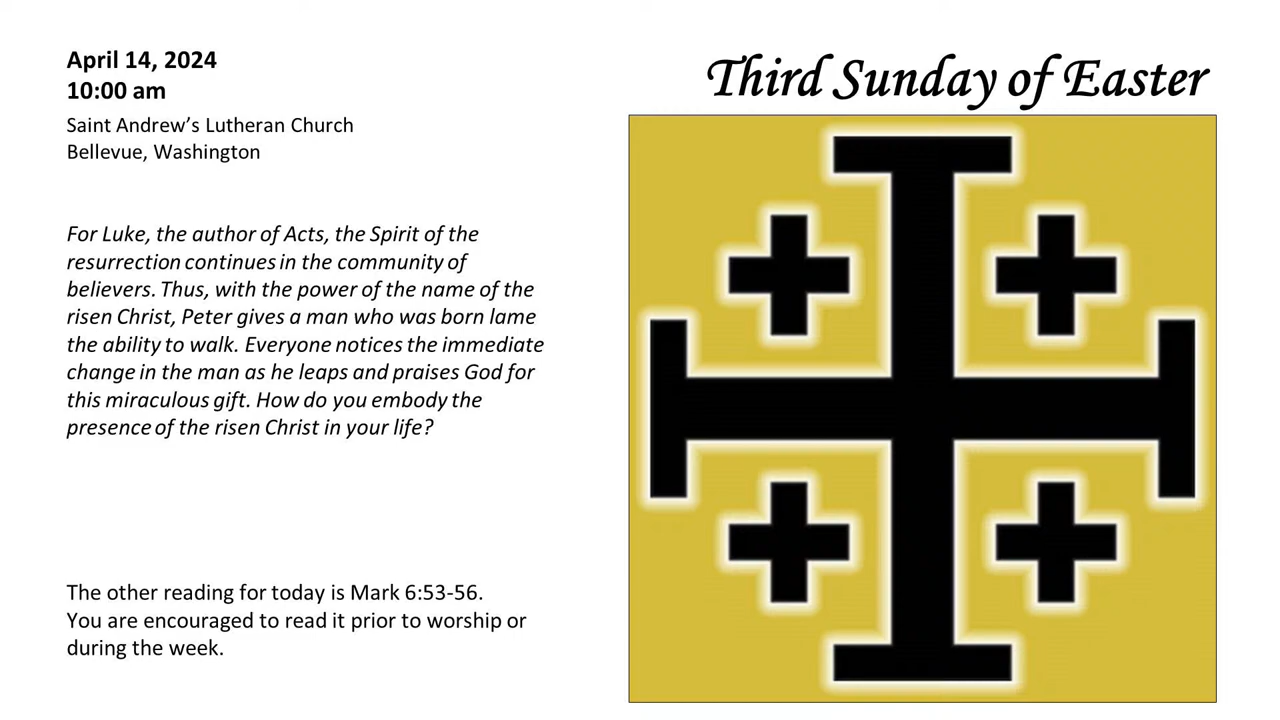 April 14, 2024
10:00 am
Saint Andrew’s Lutheran Church
Bellevue, Washington
For Luke, the author of Acts, the Spirit of the
resurrection continues in the community of
believers. Thus, with the power of the name of the
risen Christ, Peter gives a man who was born lame
the ability to walk. Everyone notices the immediate
change in the man as he leaps and praises God for
this miraculous gift. How do you embody the
presence of the risen Christ in your life?
The other reading for today is Mark 6:53-56.
You are encouraged to read it prior to worship or
during the week.
Third Sunday of Easter